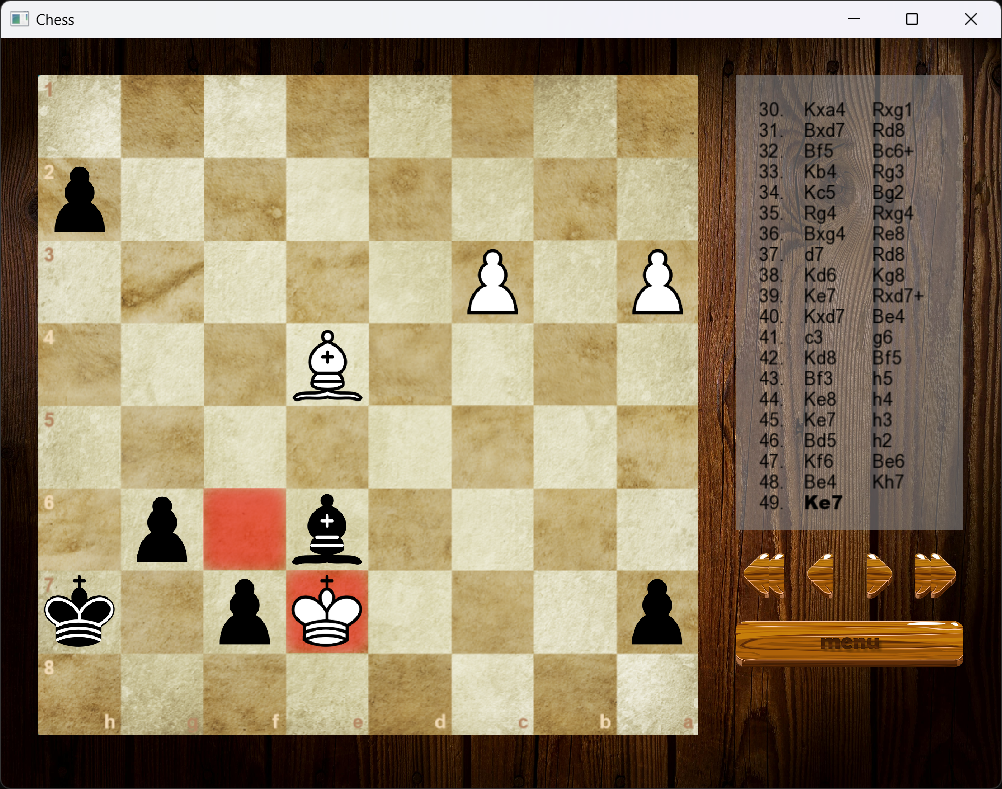 Chess
1
2
3
4
5
6
7
8
h g f e d c b a
30. Kxa4 Rxg1
31. Bxd7 Rd8
32. Bf5 Bc6+
33. Kb4 Rg3
34. Kc5 Bg2
35. Rg4 Rxg4
36. Bxg4 Re8
37. d7 Rd8
38. Kd6 Kg8
39. Ke7 Rxd7+
40. Kxd7 Be4
41. c3 g6
42. Kd8 Bf5
43. Bf3 h5
44. Ke8 h4
45. Ke7 h3
46. Bd5 h2
47. Kf6 Be6
48. Be4 Kh7
49. Ke7
menu